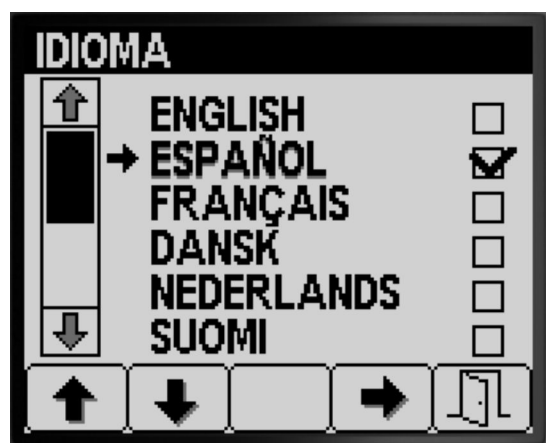 IDIOMA
ENGLISH
ESPAÑOL
FRANÇAIS
DANSK
NEDERLANDS
SUOMI